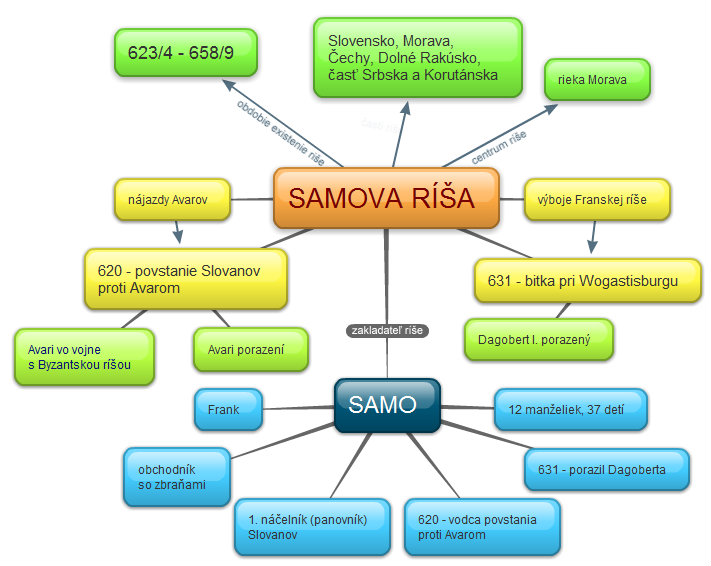 623/4 - 658/9
Slovensko, Morava,
Čechy, Dolné Rakúsko,
časť Srbska a Korutánska
rieka Morava
obdobie existenie ríše
centrum ríše
nájazdy Avarov
SAMOVA RÍŠA
výboje Franskej ríše
620 - povstanie Slovanov
proti Avarom
631 - bitka pri Wogastisburgu
Avari vo vojne
s Byzantskou ríšou
Avari porazení
zakladateľ ríše
Dagobert I. porazený
SAMO
Frank
12 manželiek, 37 detí
obchodník
so zbraňami
631 - porazil Dagoberta
1. náčelník (panovník)
Slovanov
620 - vodca povstania
proti Avarom